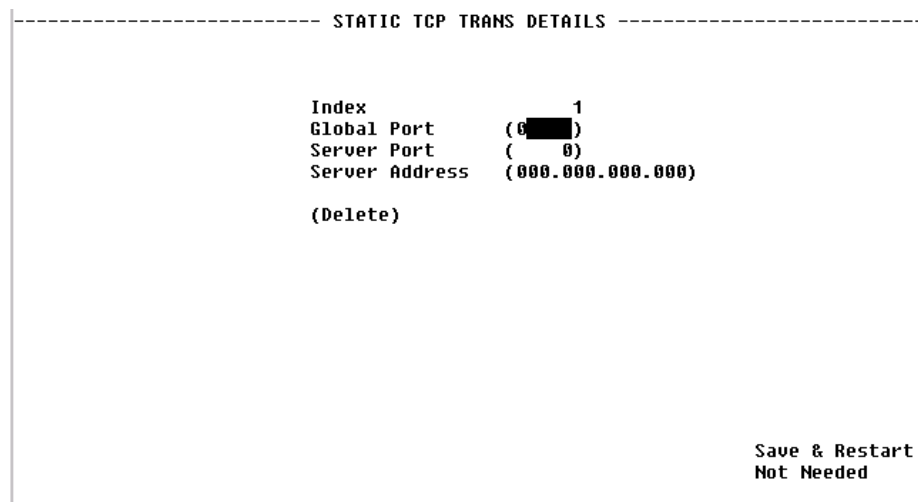 STATIC TCP TRANS DETAILS
Index 1
Global Port (0 )
Server Port ( 0)
Server Address (000.000.000.000)
(Delete)
Save & Restart
Not Needed